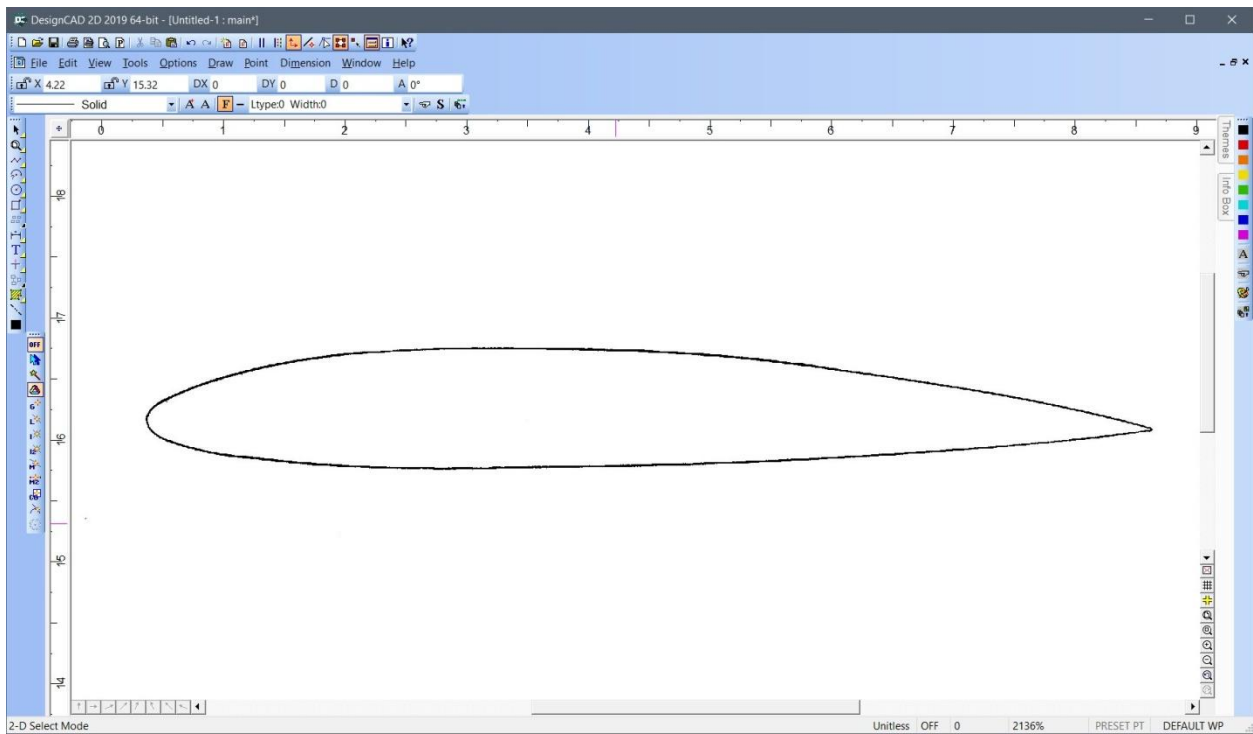 DesignCAD 2D 2019 64-bit - [Untitled-1 : main*]
File Edit View Tools Options Draw Point Dimension Window Help
X 4.22 Y 15.32 DX 0 DY 0 D 0 A 0°
Solid A A F Ltype:0 Width:0 S
0 1 2 3 4 5 6 7 8 9
Themes
Info Box
18
17
16
15
14
T
OFF
G
L
I
M
M2
A
2-D Select Mode
Unitless OFF 0 2136% PRESET PT DEFAULT WP